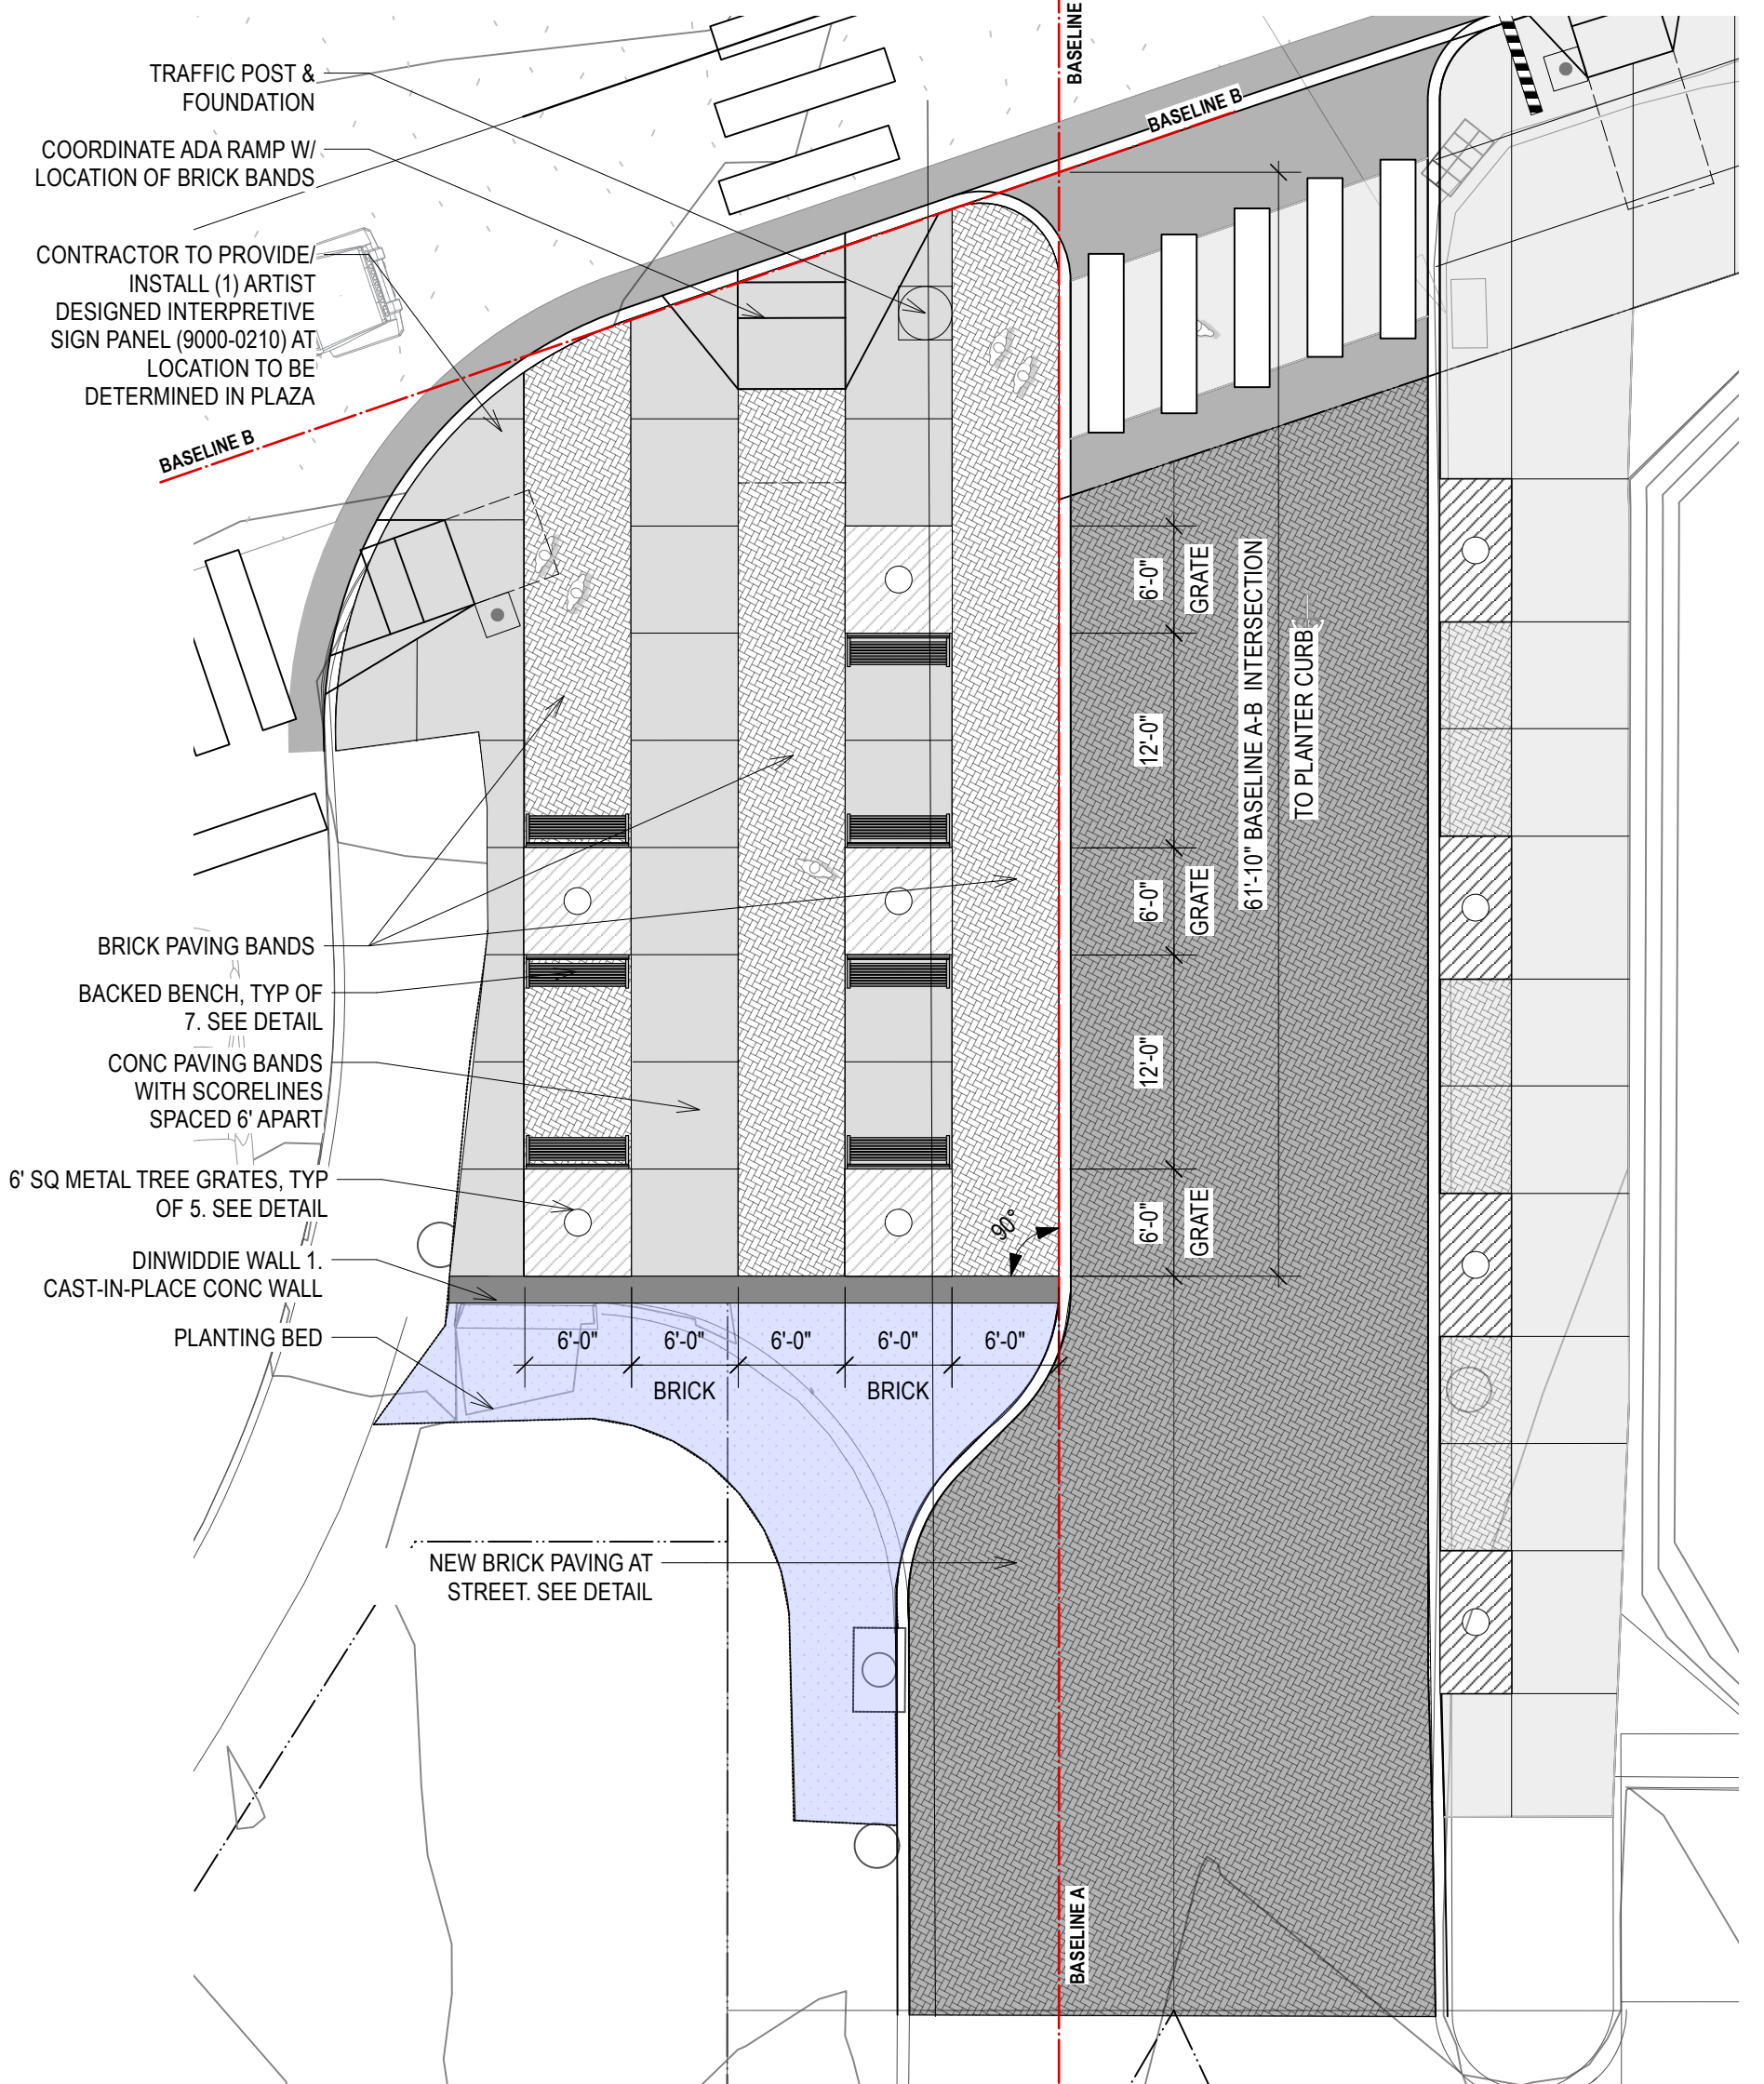 BASELINE
TRAFFIC POST &
FOUNDATION
COORDINATE ADA RAMP W/
LOCATION OF BRICK BANDS
BASELINE B
CONTRACTOR TO PROVIDE/
INSTALL (1) ARTIST
DESIGNED INTERPRETIVE
SIGN PANEL (9000-0210) AT
LOCATION TO BE
DETERMINED IN PLAZA
BASELINE B
6'-0"
GRATE
12'-0"
6'-0"
GRATE
12'-0"
6'-0"
GRATE
61'-10" BASELINE A-B INTERSECTION
TO PLANTER CURB
BRICK PAVING BANDS
BACKED BENCH, TYP OF
7. SEE DETAIL
CONC PAVING BANDS
WITH SCORELINES
SPACED 6' APART
6' SQ METAL TREE GRATES, TYP
OF 5. SEE DETAIL
90°
DINWIDDIE WALL 1.
CAST-IN-PLACE CONC WALL
PLANTING BED
6'-0"
6'-0"
6'-0"
6'-0"
6'-0"
BRICK
BRICK
NEW BRICK PAVING AT
STREET. SEE DETAIL
BASELINE A